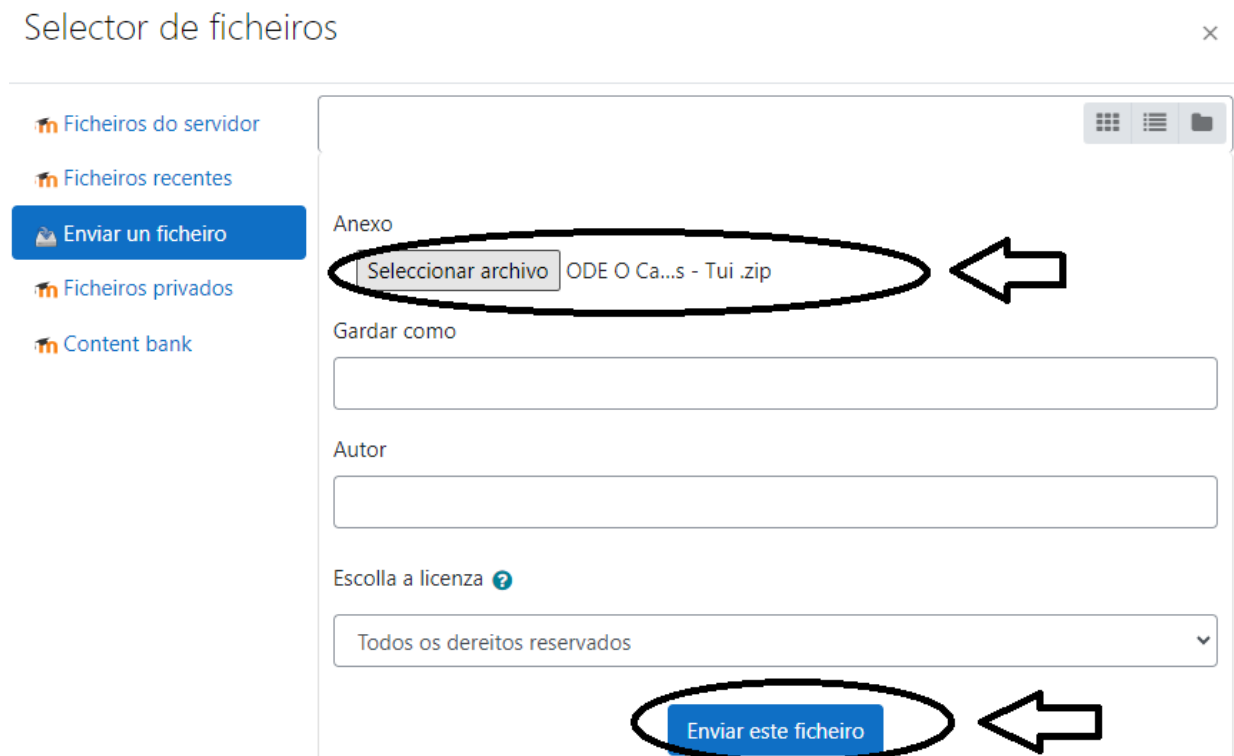 Selector de ficheiros
Ficheiros do servidor
Ficheiros recentes
Enviar un ficheiro
Ficheiros privados
Content bank
Anexo
Seleccionar archivo ODE O Ca...s - Tui .zip
Gardar como
Autor
Escolla a licenza
Todos os dereitos reservados
Enviar este ficheiro